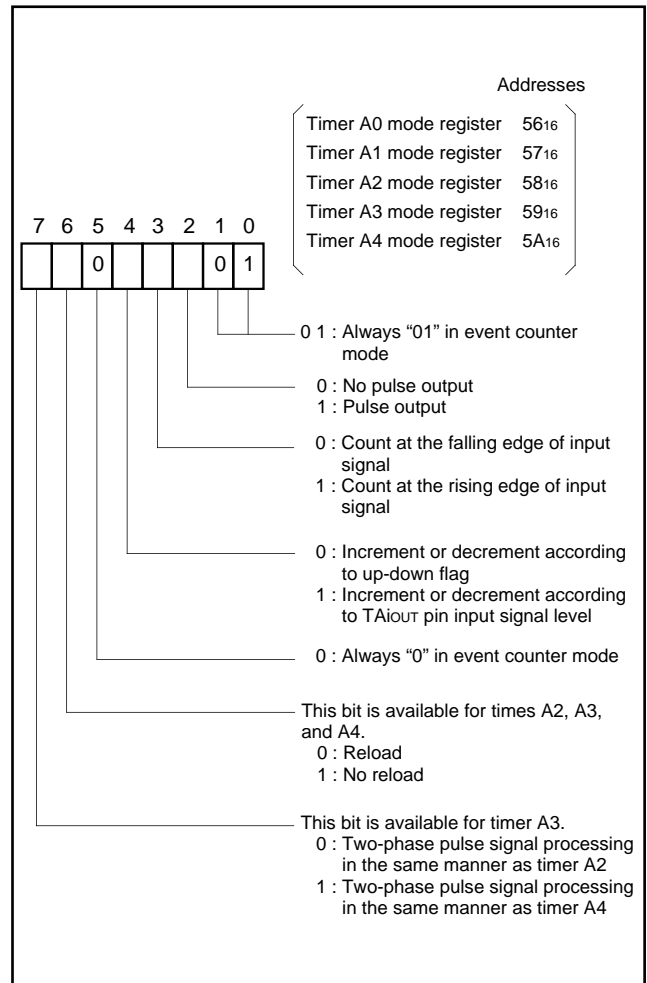 Addresses
Timer A0 mode register 5616
Timer A1 mode register 5716
Timer A2 mode register 5816
Timer A3 mode register 5916
Timer A4 mode register 5A16
7 6 5 4 3 2 1 0
0 0 1
0 1 : Always “01” in event counter
mode
0 : No pulse output
1 : Pulse output
0 : Count at the falling edge of input
signal
1 : Count at the rising edge of input
signal
0 : Increment or decrement according
to up-down flag
1 : Increment or decrement according
to TAiOUT pin input signal level
0 : Always “0” in event counter mode
This bit is available for times A2, A3,
and A4.
0 : Reload
1 : No reload
This bit is available for timer A3.
0 : Two-phase pulse signal processing
in the same manner as timer A2
1 : Two-phase pulse signal processing
in the same manner as timer A4